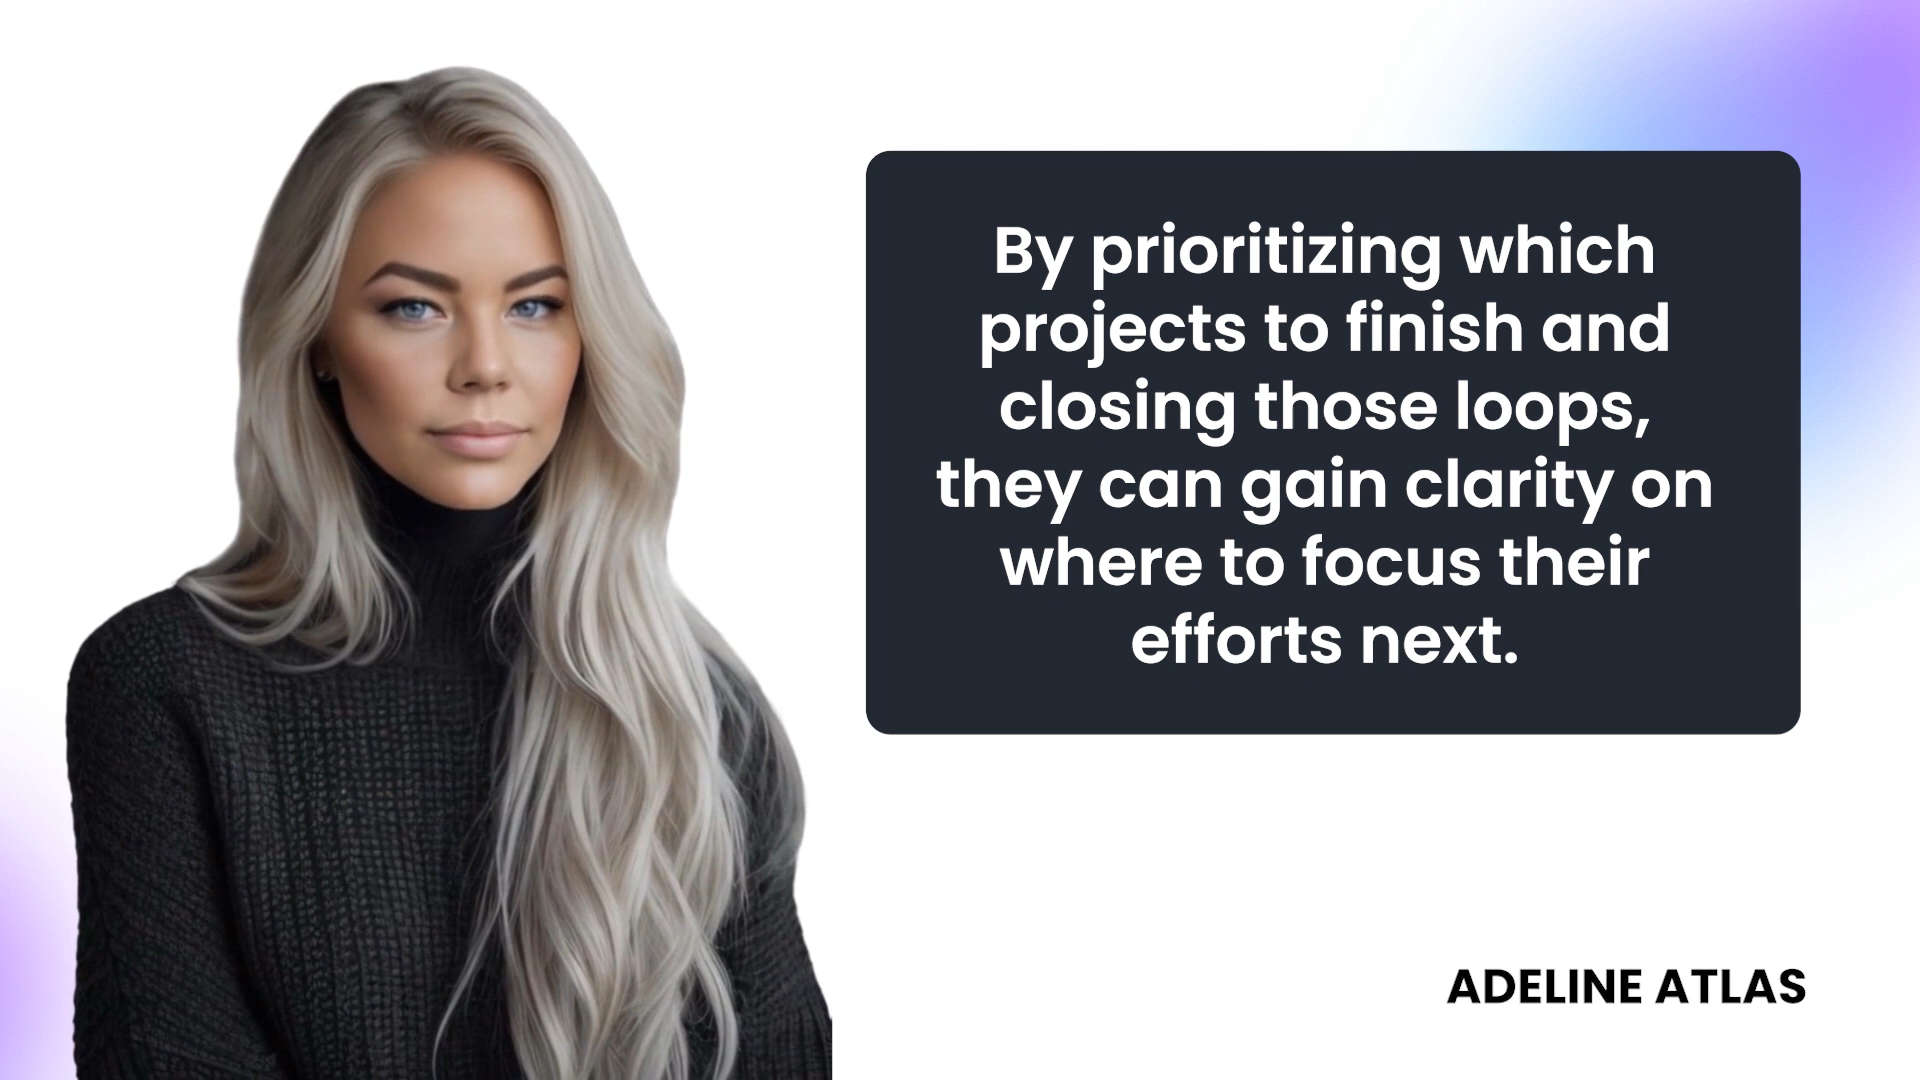 By prioritizing which
projects to finish and
closing those loops,
they can gain clarity on
where to focus their
efforts next.
ADELINE ATLAS